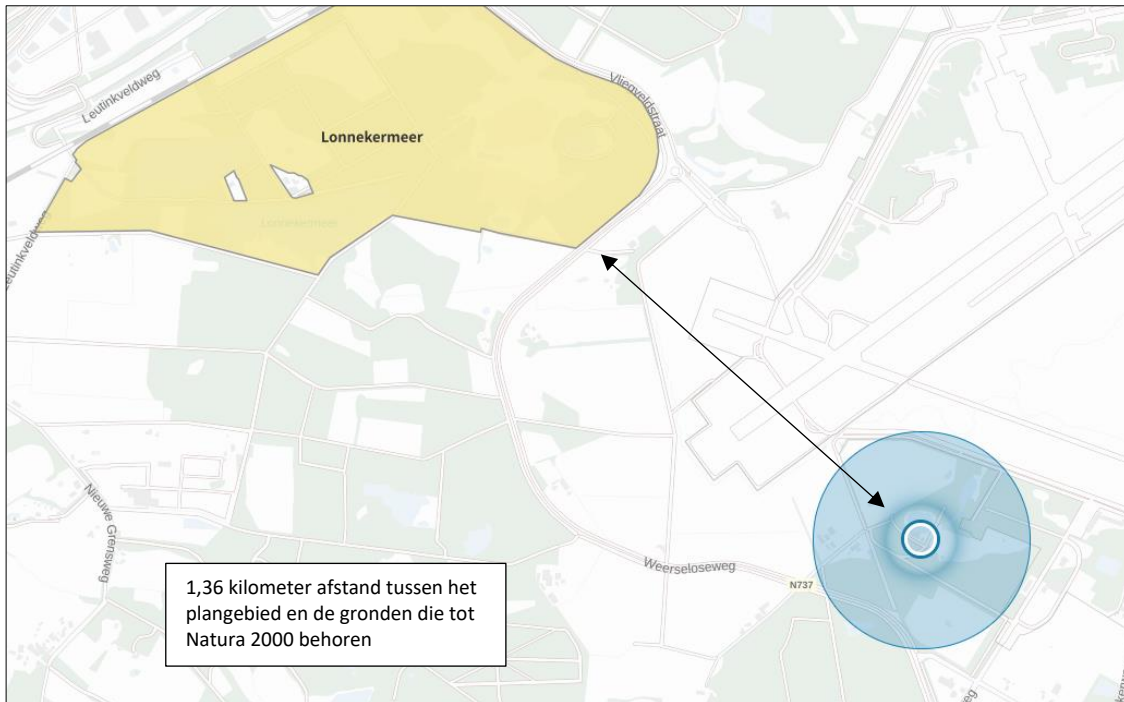 Leutinkveldweg
Vliegveldstraat
Lonnekermeer
Lonnekermeer
Leutinkveldweg
Nieuwe Grensweg
Weerseloseweg
N737
1,36 kilometer afstand tussen het
plangebied en de gronden die tot
Natura 2000 behoren